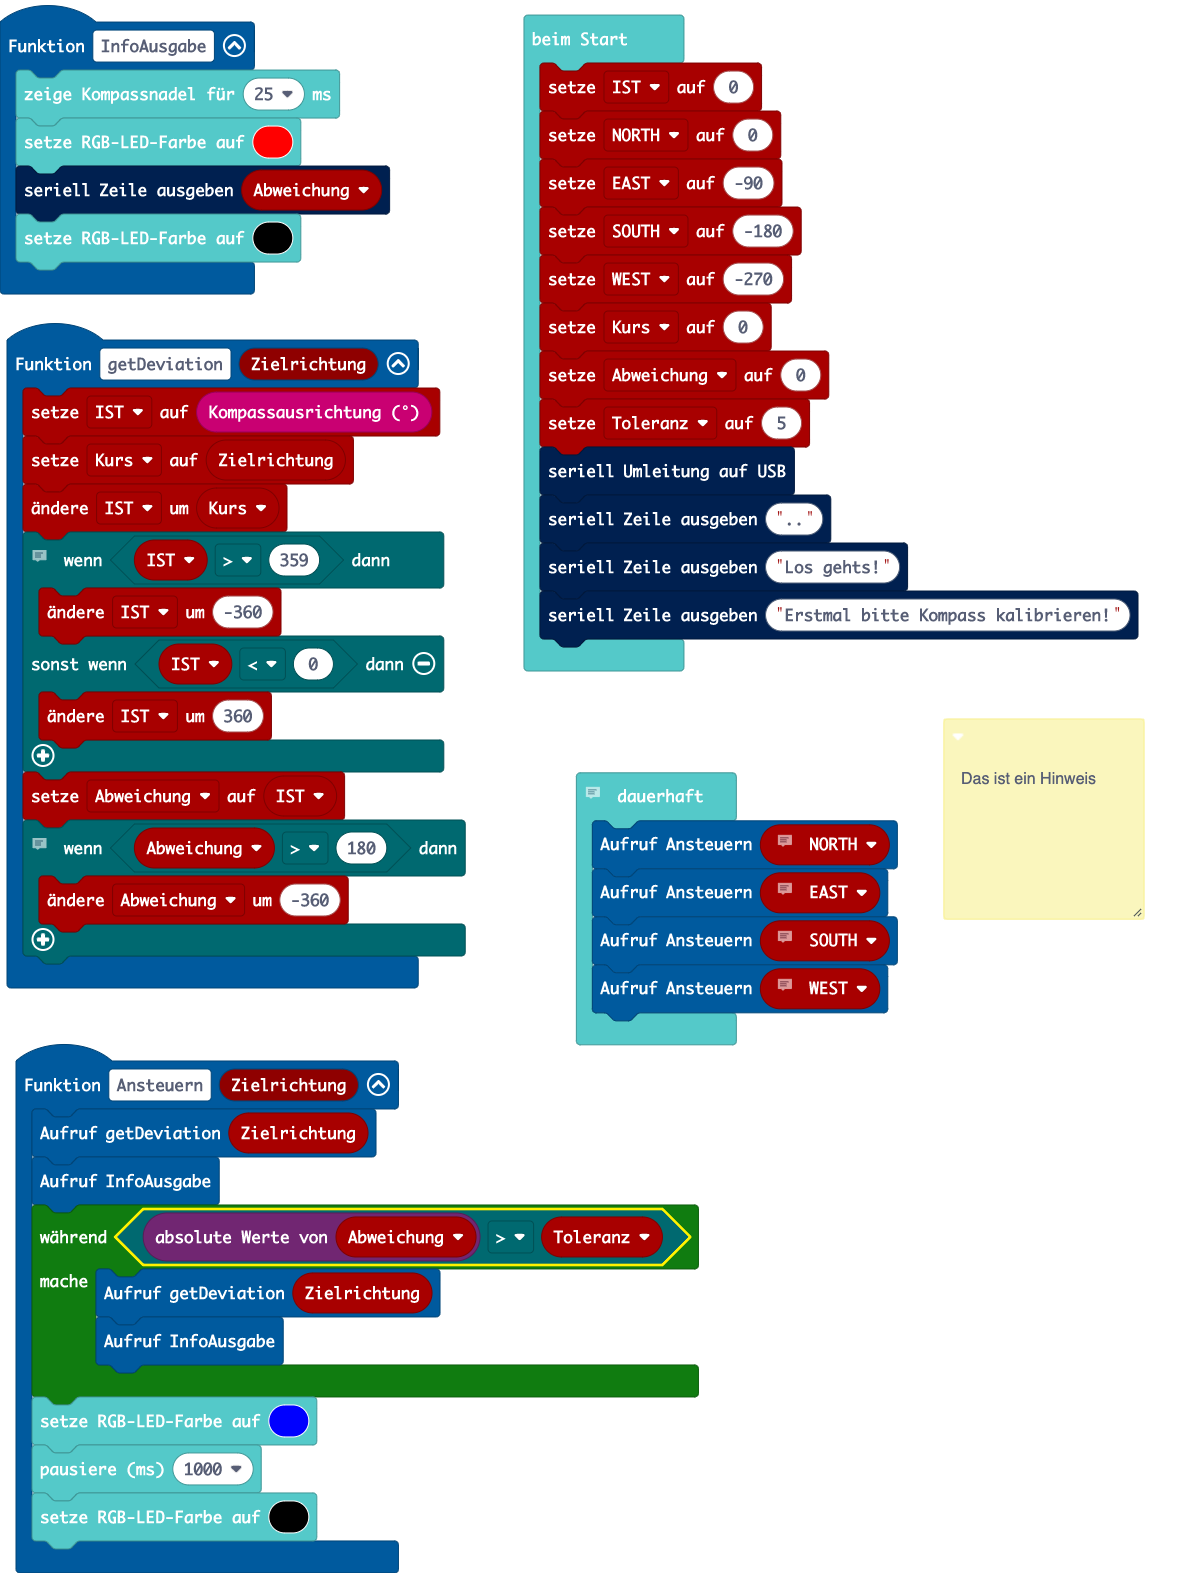 Funktion InfoAusgabe
zeige Kompassnadel für 25 ms
setze RGB-LED-Farbe auf
seriell Zeile ausgeben Abweichung
setze RGB-LED-Farbe auf
Funktion getDeviation Zielrichtung
setze IST auf Kompassausrichtung (°)
setze Kurs auf Zielrichtung
ändere IST um Kurs
wenn IST > 359 dann
ändere IST um -360
sonst wenn IST < 0 dann
ändere IST um 360
setze Abweichung auf IST
wenn Abweichung > 180 dann
ändere Abweichung um -360
Funktion Ansteuern Zielrichtung
Aufruf getDeviation Zielrichtung
Aufruf InfoAusgabe
während absolute Werte von Abweichung > Toleranz
mache
Aufruf getDeviation Zielrichtung
Aufruf InfoAusgabe
setze RGB-LED-Farbe auf
pausiere (ms) 1000
setze RGB-LED-Farbe auf
beim Start
setze IST auf 0
setze NORTH auf 0
setze EAST auf -90
setze SOUTH auf -180
setze WEST auf -270
setze Kurs auf 0
setze Abweichung auf 0
setze Toleranz auf 5
seriell Umleitung auf USB
seriell Zeile ausgeben ".."
seriell Zeile ausgeben "Los gehts!"
seriell Zeile ausgeben "Erstmal bitte Kompass kalibrieren!"
dauerhaft
Aufruf Ansteuern NORTH
Aufruf Ansteuern EAST
Aufruf Ansteuern SOUTH
Aufruf Ansteuern WEST
Das ist ein Hinweis